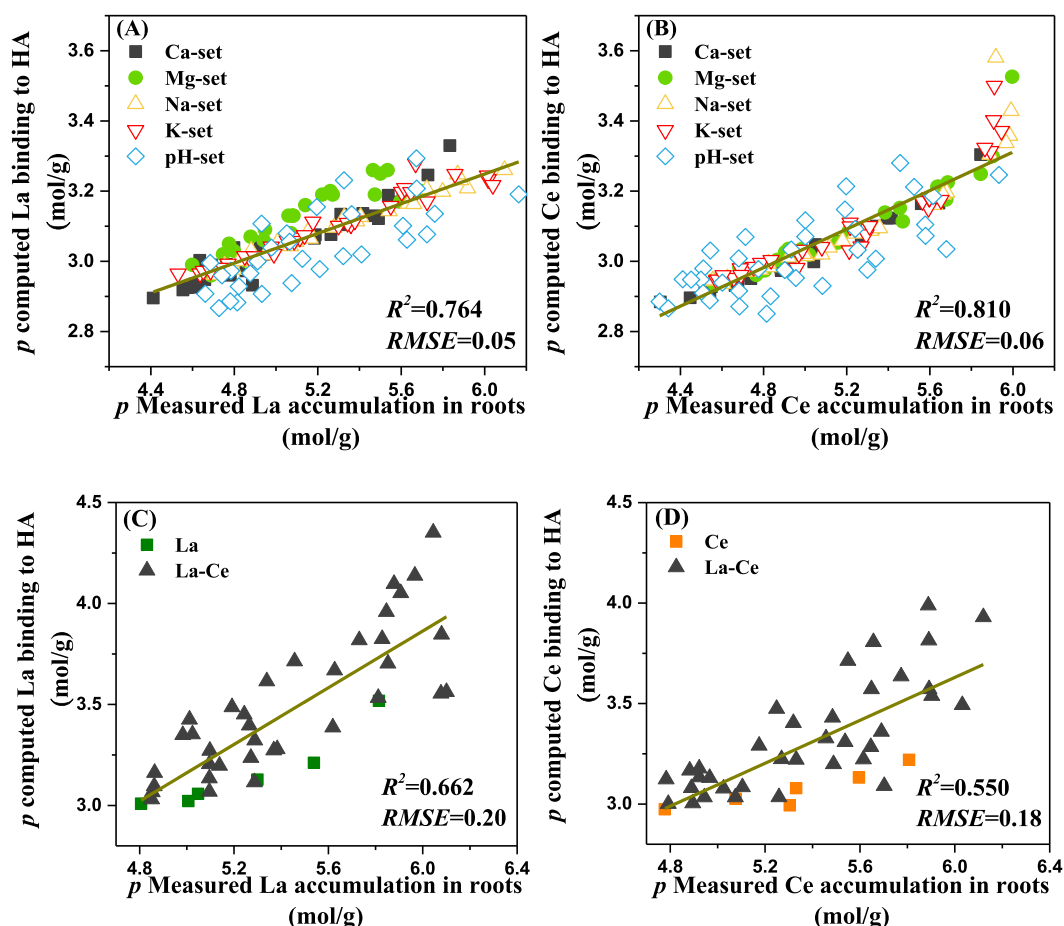 (A)
Ca-set
Mg-set
Na-set
K-set
pH-set
3.6
3.4
3.2
3.0
2.8
p computed La binding to HA
(mol/g)
R²=0.764
RMSE=0.05
4.4 4.8 5.2 5.6 6.0
p Measured La accumulation in roots
(mol/g)
(B)
Ca-set
Mg-set
Na-set
K-set
pH-set
3.6
3.4
3.2
3.0
2.8
p computed Ce binding to HA
(mol/g)
R²=0.810
RMSE=0.06
4.4 4.8 5.2 5.6 6.0
p Measured Ce accumulation in roots
(mol/g)
(C)
La
La-Ce
4.5
4.0
3.5
3.0
p computed La binding to HA
(mol/g)
R²=0.662
RMSE=0.20
4.8 5.2 5.6 6.0 6.4
p Measured La accumulation in roots
(mol/g)
(D)
Ce
La-Ce
4.5
4.0
3.5
3.0
p computed Ce binding to HA
(mol/g)
R²=0.550
RMSE=0.18
4.8 5.2 5.6 6.0 6.4
p Measured Ce accumulation in roots
(mol/g)